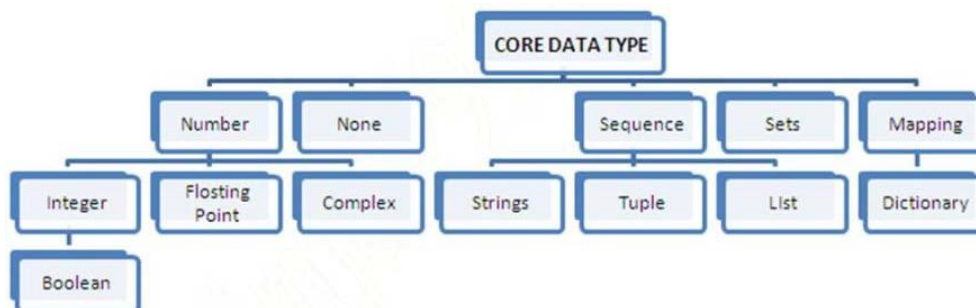 CORE DATA TYPE
Number
None
Sequence
Sets
Mapping
Integer
Flosting
Point
Complex
Strings
Tuple
LIst
Dictionary
Boolean